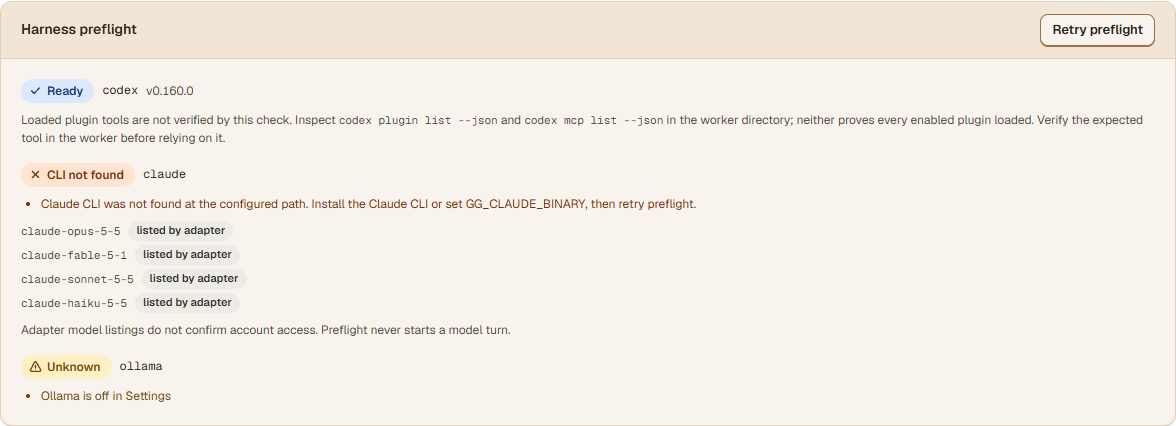 Harness preflight
Retry preflight
Ready codex v0.160.0
Loaded plugin tools are not verified by this check. Inspect codex plugin list --json and codex mcp list --json in the worker directory; neither proves every enabled plugin loaded. Verify the expected
tool in the worker before relying on it.
CLI not found claude
• Claude CLI was not found at the configured path. Install the Claude CLI or set GG_CLAUDE_BINARY, then retry preflight.
claude-opus-5-5 listed by adapter
claude-fable-5-1 listed by adapter
claude-sonnet-5-5 listed by adapter
claude-haiku-5-5 listed by adapter
Adapter model listings do not confirm account access. Preflight never starts a model turn.
Unknown ollama
• Ollama is off in Settings